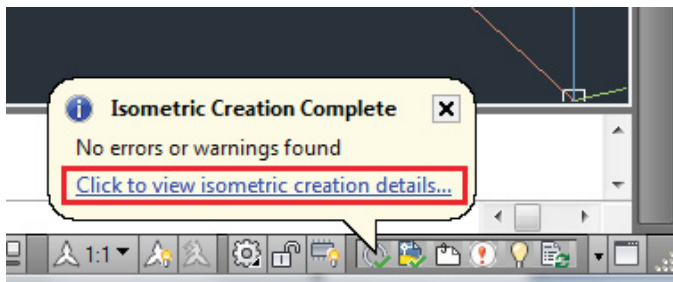 Isometric Creation Complete
No errors or warnings found
Click to view isometric creation details...
1:1